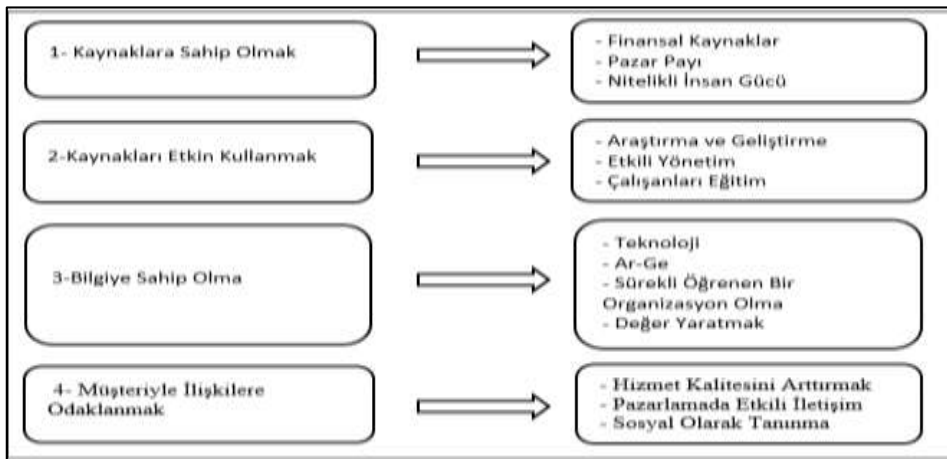 1- Kaynaklara Sahip Olmak
- Finansal Kaynaklar
- Pazar Payı
- Nitelikli İnsan Gücü
2-Kaynakları Etkin Kullanmak
- Araştırma ve Geliştirme
- Etkili Yönetim
- Çalışanları Eğitim
3-Bilgiye Sahip Olma
- Teknoloji
- Ar-Ge
- Sürekli Öğrenen Bir
Organizasyon Olma
- Değer Yaratmak
4- Müşteriyle İlişkilere
Odaklanmak
- Hizmet Kalitesini Arttırmak
- Pazarlamada Etkili İletişim
- Sosyal Olarak Tanınma